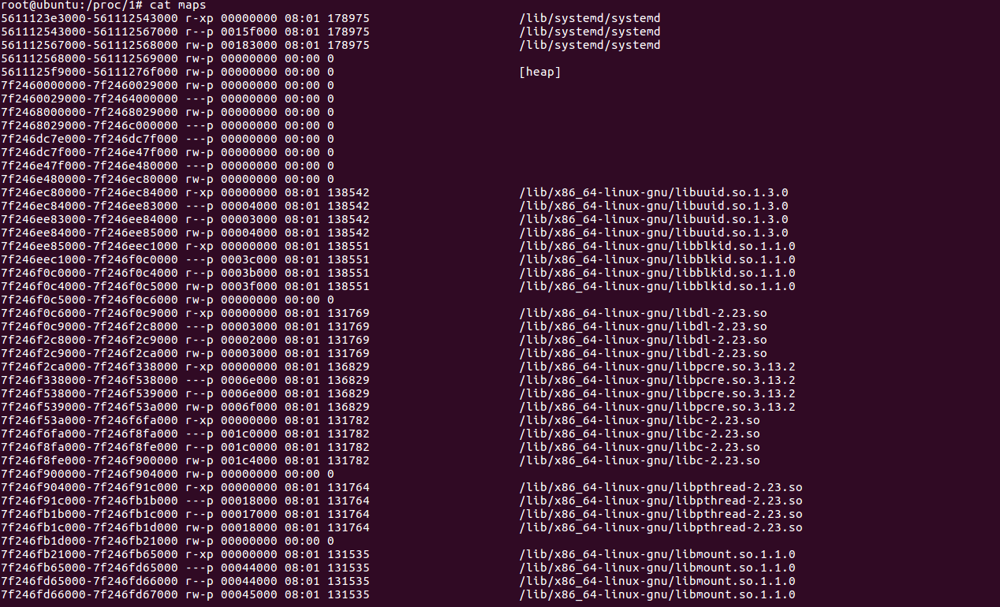 root@ubuntu:/proc/1# cat maps
5611123e3000-561112543000 r-xp 00000000 08:01 178975 /lib/systemd/systemd
561112543000-561112567000 r--p 0015f000 08:01 178975 /lib/systemd/systemd
561112567000-561112568000 rw-p 00183000 08:01 178975 /lib/systemd/systemd
561112568000-561112569000 rw-p 00000000 00:00 0
5611125f9000-56111276f000 rw-p 00000000 00:00 0 [heap]
7f2460000000-7f2460029000 rw-p 00000000 00:00 0
7f2460029000-7f2464000000 ---p 00000000 00:00 0
7f2468000000-7f2468029000 rw-p 00000000 00:00 0
7f2468029000-7f246c000000 ---p 00000000 00:00 0
7f246dc7e000-7f246dc7f000 ---p 00000000 00:00 0
7f246dc7f000-7f246e47f000 rw-p 00000000 00:00 0
7f246e47f000-7f246e480000 ---p 00000000 00:00 0
7f246e480000-7f246ec80000 rw-p 00000000 00:00 0
7f246ec80000-7f246ec84000 r-xp 00000000 08:01 138542 /lib/x86_64-linux-gnu/libuuid.so.1.3.0
7f246ec84000-7f246ee83000 ---p 00004000 08:01 138542 /lib/x86_64-linux-gnu/libuuid.so.1.3.0
7f246ee83000-7f246ee84000 r--p 00003000 08:01 138542 /lib/x86_64-linux-gnu/libuuid.so.1.3.0
7f246ee84000-7f246ee85000 rw-p 00004000 08:01 138542 /lib/x86_64-linux-gnu/libuuid.so.1.3.0
7f246ee85000-7f246eec1000 r-xp 00000000 08:01 138551 /lib/x86_64-linux-gnu/libblkid.so.1.1.0
7f246eec1000-7f246f0c0000 ---p 0003c000 08:01 138551 /lib/x86_64-linux-gnu/libblkid.so.1.1.0
7f246f0c0000-7f246f0c4000 r--p 0003b000 08:01 138551 /lib/x86_64-linux-gnu/libblkid.so.1.1.0
7f246f0c4000-7f246f0c5000 rw-p 0003f000 08:01 138551 /lib/x86_64-linux-gnu/libblkid.so.1.1.0
7f246f0c5000-7f246f0c6000 rw-p 00000000 00:00 0
7f246f0c6000-7f246f0c9000 r-xp 00000000 08:01 131769 /lib/x86_64-linux-gnu/libdl-2.23.so
7f246f0c9000-7f246f2c8000 ---p 00003000 08:01 131769 /lib/x86_64-linux-gnu/libdl-2.23.so
7f246f2c8000-7f246f2c9000 r--p 00002000 08:01 131769 /lib/x86_64-linux-gnu/libdl-2.23.so
7f246f2c9000-7f246f2ca000 rw-p 00003000 08:01 131769 /lib/x86_64-linux-gnu/libdl-2.23.so
7f246f2ca000-7f246f338000 r-xp 00000000 08:01 136829 /lib/x86_64-linux-gnu/libpcre.so.3.13.2
7f246f338000-7f246f538000 ---p 0006e000 08:01 136829 /lib/x86_64-linux-gnu/libpcre.so.3.13.2
7f246f538000-7f246f539000 r--p 0006e000 08:01 136829 /lib/x86_64-linux-gnu/libpcre.so.3.13.2
7f246f539000-7f246f53a000 rw-p 0006f000 08:01 136829 /lib/x86_64-linux-gnu/libpcre.so.3.13.2
7f246f53a000-7f246f6fa000 r-xp 00000000 08:01 131782 /lib/x86_64-linux-gnu/libc-2.23.so
7f246f6fa000-7f246f8fa000 ---p 001c0000 08:01 131782 /lib/x86_64-linux-gnu/libc-2.23.so
7f246f8fa000-7f246f8fe000 r--p 001c0000 08:01 131782 /lib/x86_64-linux-gnu/libc-2.23.so
7f246f8fe000-7f246f900000 rw-p 001c4000 08:01 131782 /lib/x86_64-linux-gnu/libc-2.23.so
7f246f900000-7f246f904000 rw-p 00000000 00:00 0
7f246f904000-7f246f91c000 r-xp 00000000 08:01 131764 /lib/x86_64-linux-gnu/libpthread-2.23.so
7f246f91c000-7f246fb1b000 ---p 00018000 08:01 131764 /lib/x86_64-linux-gnu/libpthread-2.23.so
7f246fb1b000-7f246fb1c000 r--p 00017000 08:01 131764 /lib/x86_64-linux-gnu/libpthread-2.23.so
7f246fb1c000-7f246fb1d000 rw-p 00018000 08:01 131764 /lib/x86_64-linux-gnu/libpthread-2.23.so
7f246fb1d000-7f246fb21000 rw-p 00000000 00:00 0
7f246fb21000-7f246fb65000 r-xp 00000000 08:01 131535 /lib/x86_64-linux-gnu/libmount.so.1.1.0
7f246fb65000-7f246fd65000 ---p 00044000 08:01 131535 /lib/x86_64-linux-gnu/libmount.so.1.1.0
7f246fd65000-7f246fd66000 r--p 00044000 08:01 131535 /lib/x86_64-linux-gnu/libmount.so.1.1.0
7f246fd66000-7f246fd67000 rw-p 00045000 08:01 131535 /lib/x86_64-linux-gnu/libmount.so.1.1.0